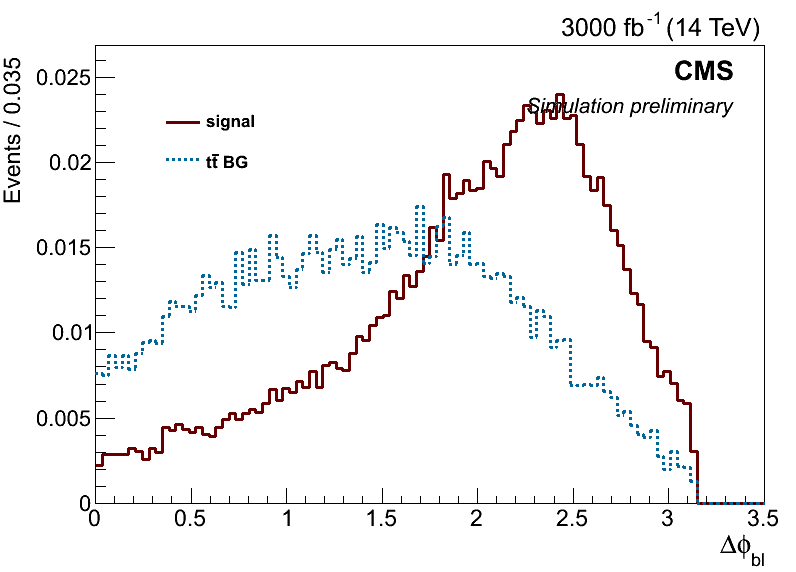 3000 fb⁻¹ (14 TeV)
CMS
Simulation preliminary
Events / 0.035
signal
tt̄ BG
0.025
0.02
0.015
0.01
0.005
0
0 0.5 1 1.5 2 2.5 3 3.5
Δϕ_bl